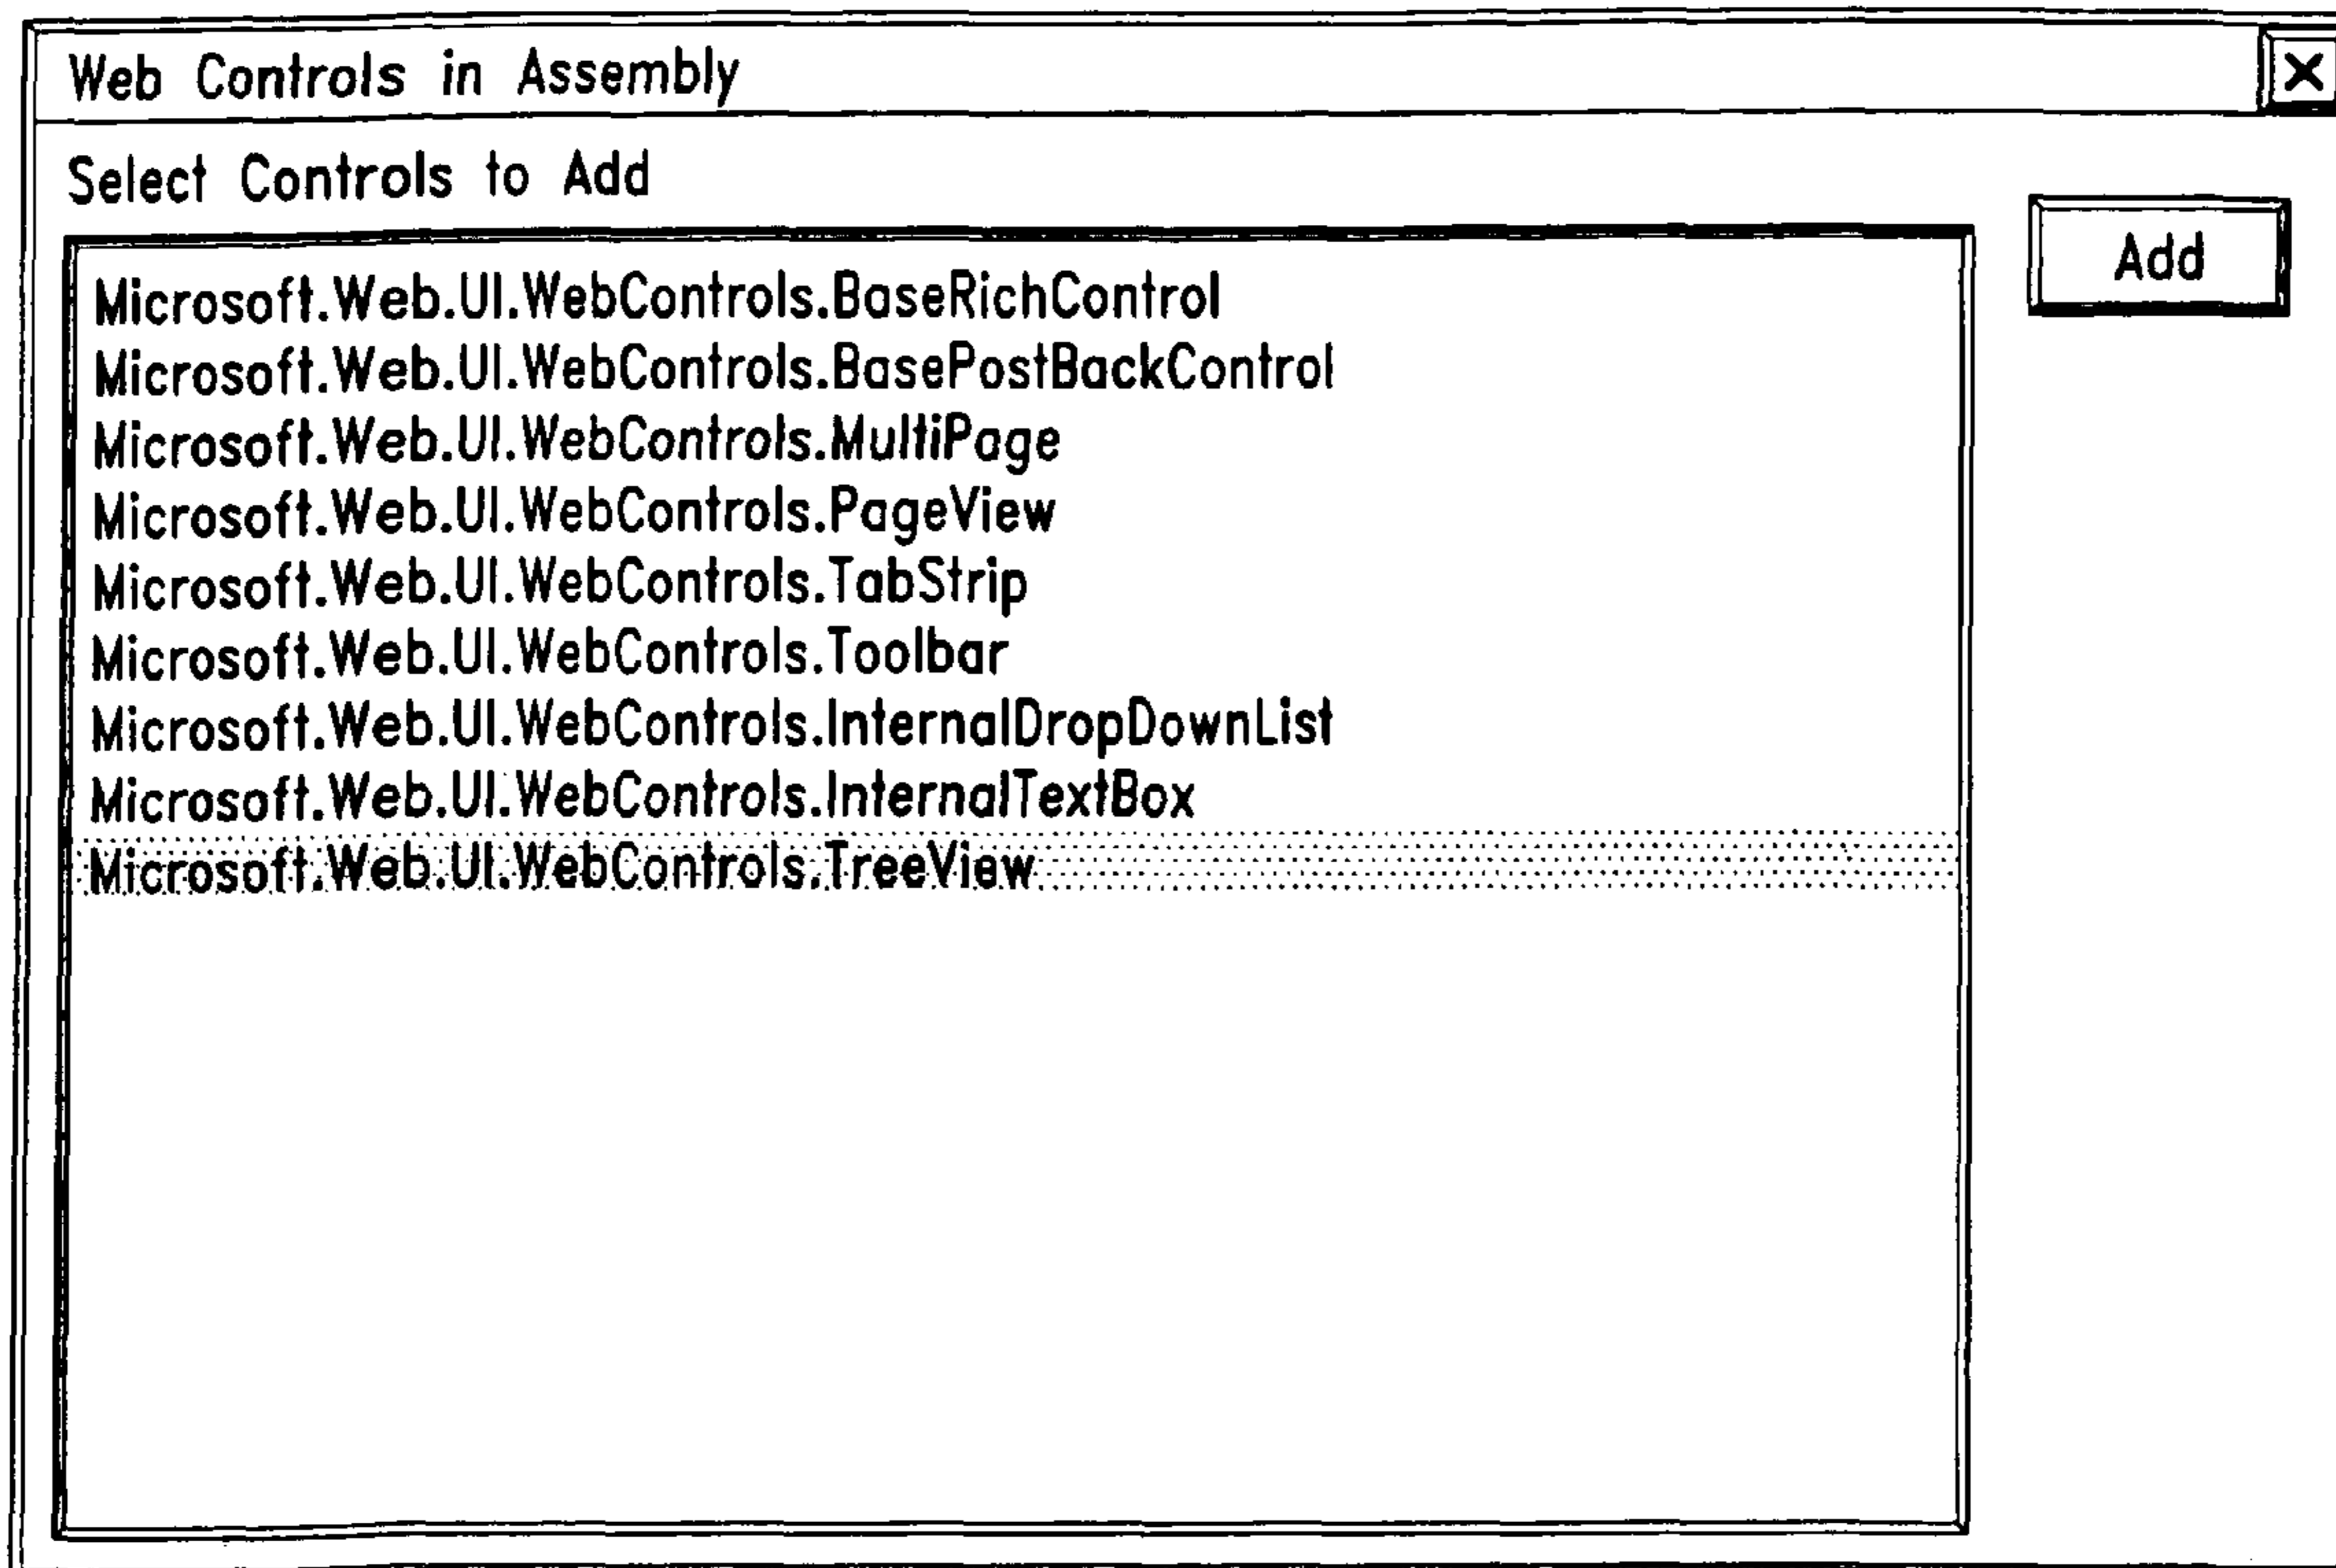 Web Controls in Assembly
Select Controls to Add
Add
Microsoft.Web.UI.WebControls.BaseRichControl
Microsoft.Web.UI.WebControls.BasePostBackControl
Microsoft.Web.UI.WebControls.MultiPage
Microsoft.Web.UI.WebControls.PageView
Microsoft.Web.UI.WebControls.TabStrip
Microsoft.Web.UI.WebControls.Toolbar
Microsoft.Web.UI.WebControls.InternalDropDownList
Microsoft.Web.UI.WebControls.InternalTextBox
Microsoft.Web.UI.WebControls.TreeView